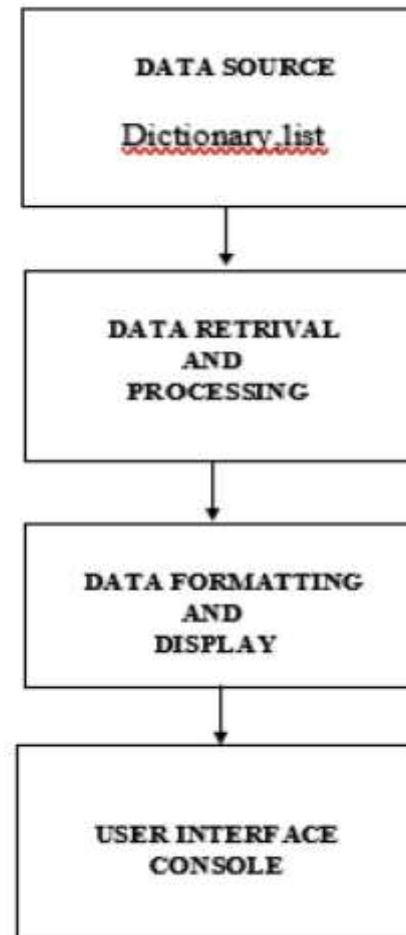 DATA SOURCE
Dictionary,list
DATA RETRIVAL
AND
PROCESSING
DATA FORMATTING
AND
DISPLAY
USER INTERFACE
CONSOLE